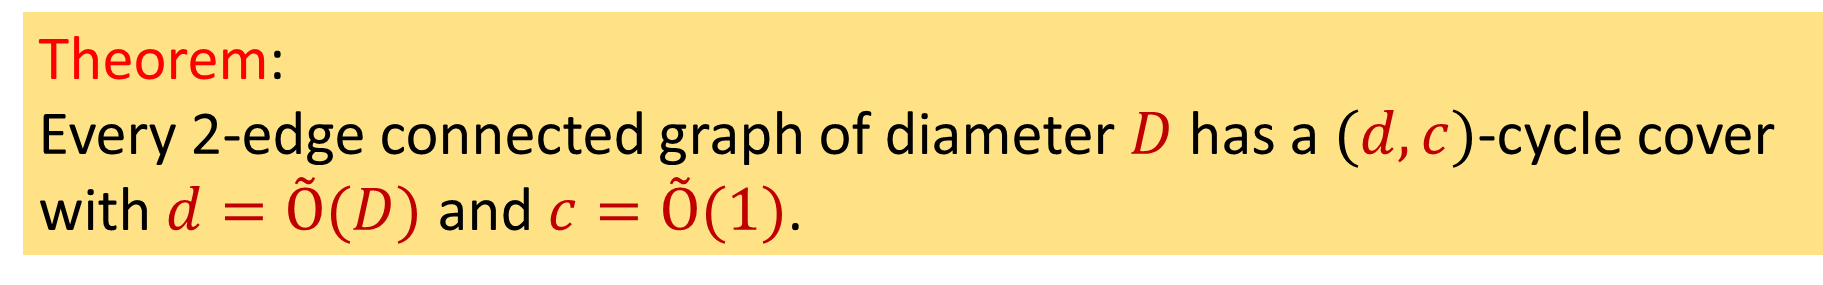 Theorem:
Every 2-edge connected graph of diameter D has a (d, c)-cycle cover
with d = Õ(D) and c = Õ(1).